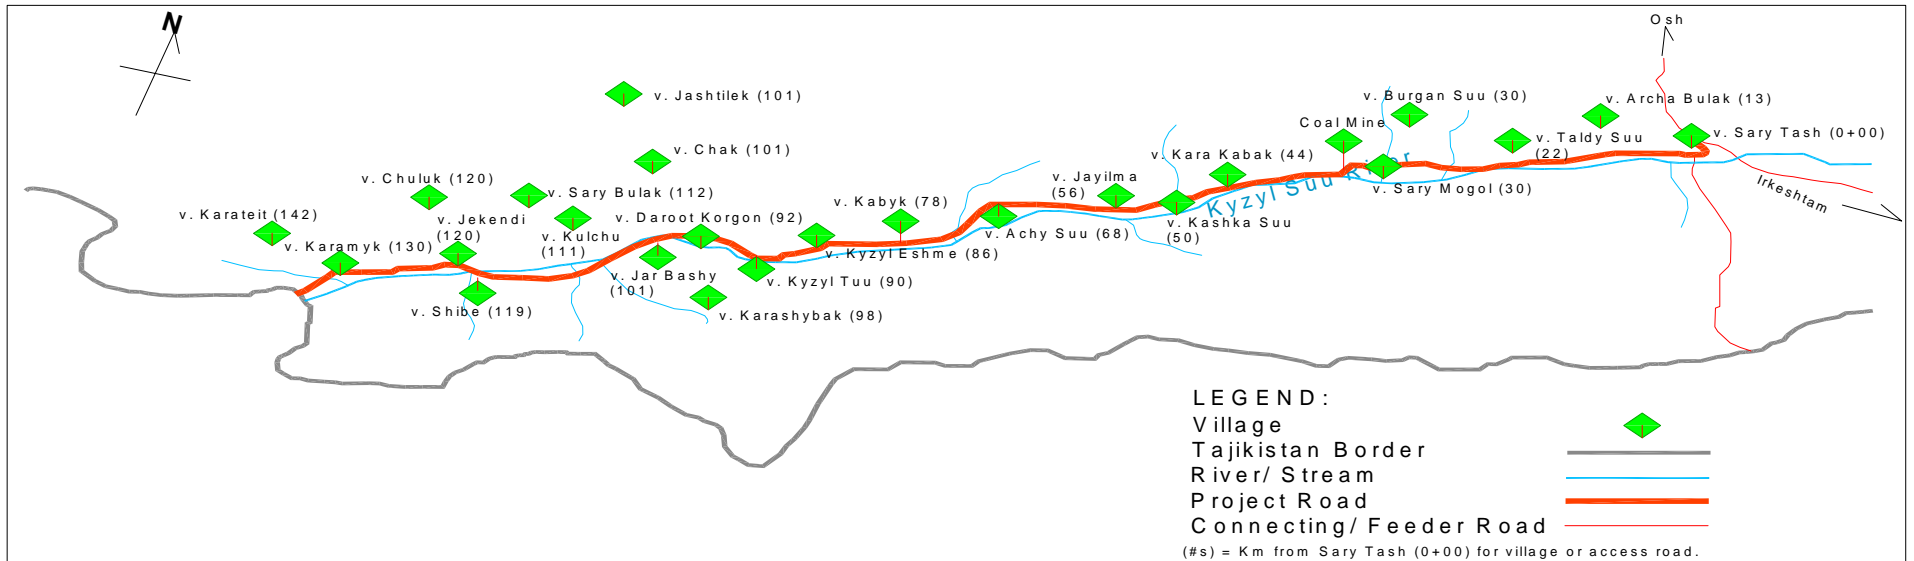 N
Osh
v. Jashtilek (101)
v. Burgan Suu (30)
v. Archa Bulak (13)
Coal Mine
v. Sary Tash (0+00)
v. Taldy Suu
(22)
v. Chak (101)
v. Kara Kabak (44)
Kyzyl Suu River
v. Sary Mogol (30)
Irkeshtam
v. Chuluk (120)
v. Sary Bulak (112)
v. Jayilma
(56)
v. Kashka Suu
(50)
v. Karateit (142)
v. Jekendi
(120)
v. Daroot Korgon (92)
v. Kabyk (78)
v. Achy Suu (68)
v. Karamyk (130)
v. Kulchu
(111)
v. Kyzyl Eshme (86)
v. Jar Bashy
(101)
v. Kyzyl Tuu (90)
v. Shibe (119)
v. Karashybak (98)
LEGEND:
Village
Tajikistan Border
River/ Stream
Project Road
Connecting/ Feeder Road
(#s) = Km from Sary Tash (0+00) for village or access road.